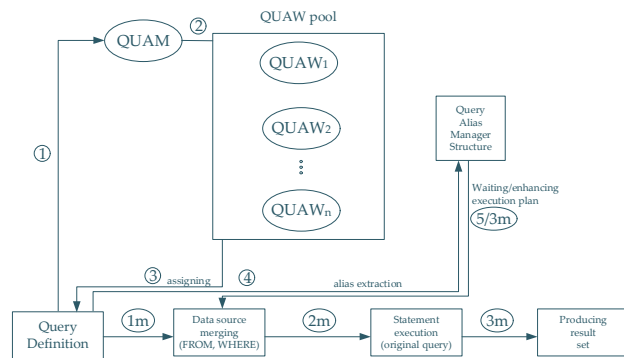 QUAW pool
QUAM
②
QUAW1
QUAW2
QUAWn
①
Query
Alias
Manager
Structure
Waiting/enhancing
execution plan
5/3m
③
assigning
④
alias extraction
Query
Definition
1m
Data source
merging
(FROM, WHERE)
2m
Statement
execution
(original query)
3m
Producing
result
set